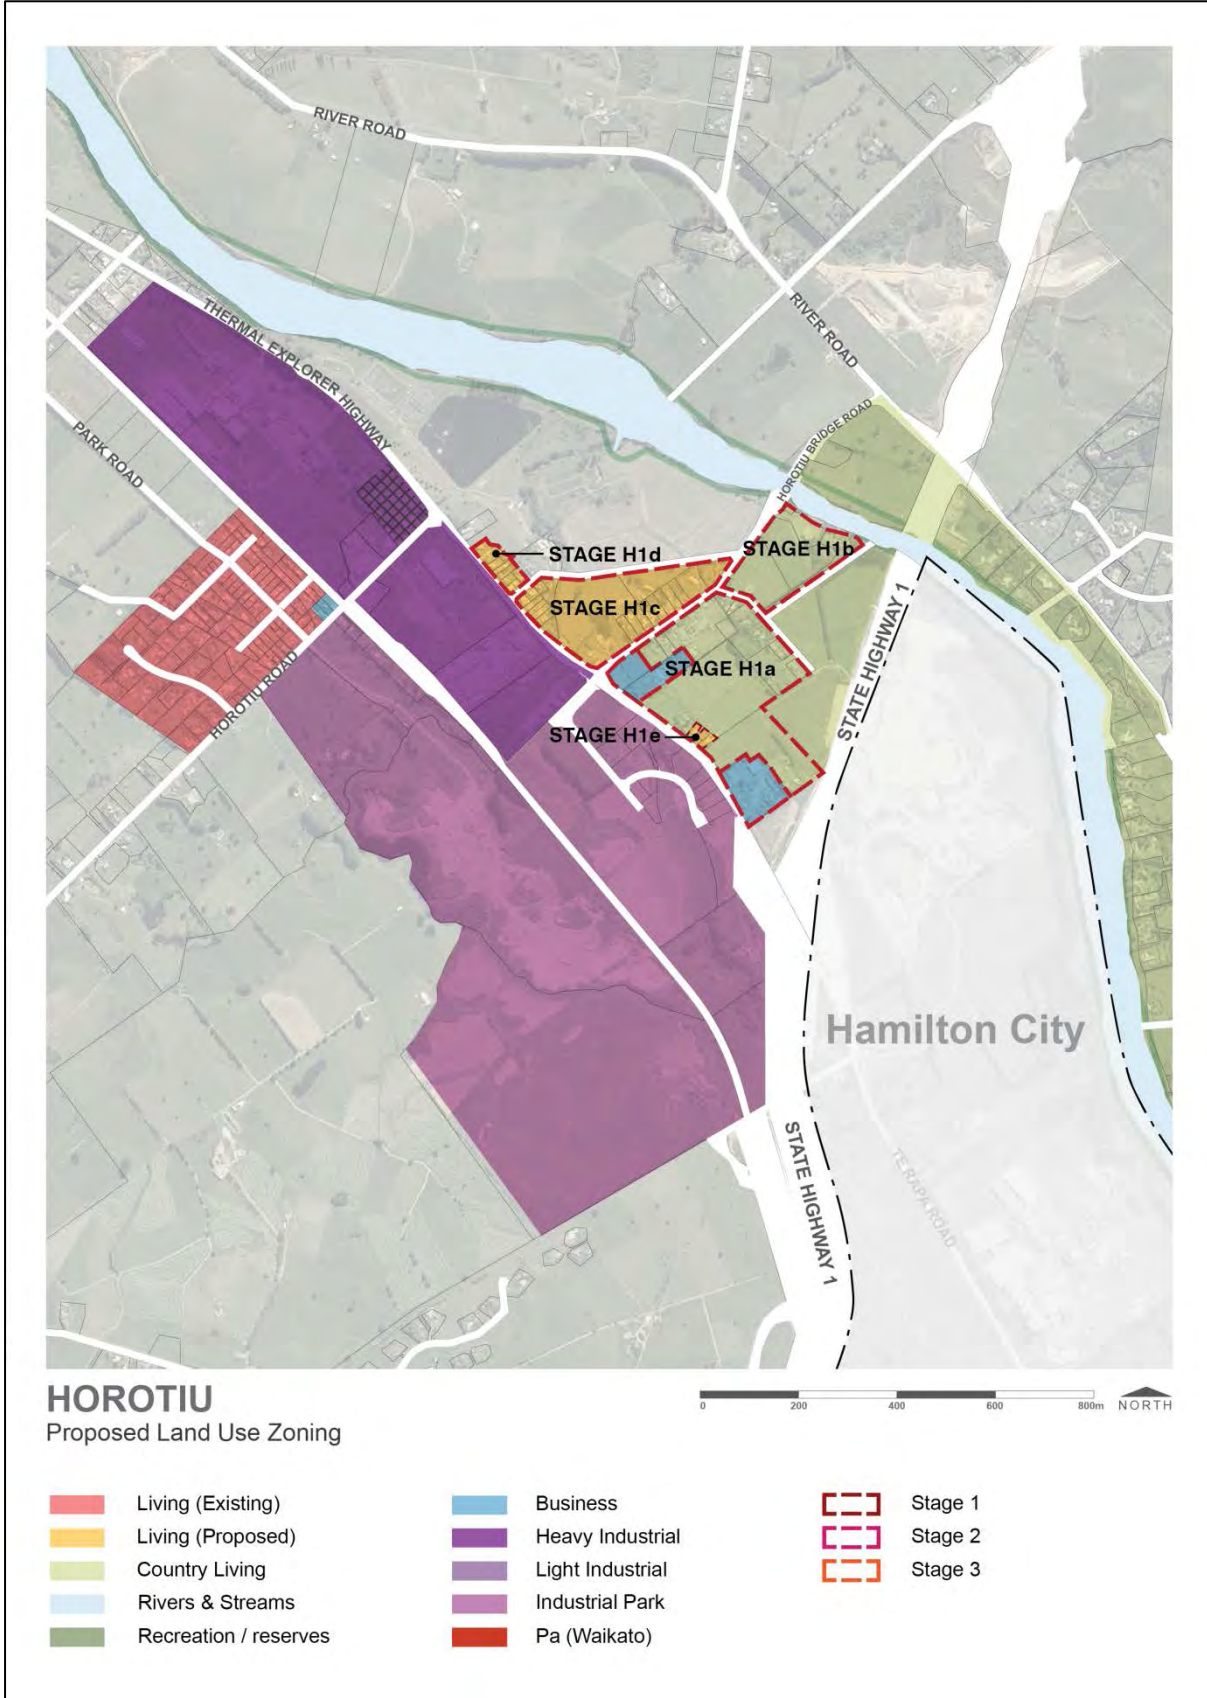 RIVER ROAD
THERMAL EXPLORER HIGHWAY
RIVER ROAD
PARK ROAD
HOROTIU BRIDGE ROAD
STAGE H1d
STAGE H1b
STAGE H1c
STAGE H1a
STATE HIGHWAY 1
HOROTIU ROAD
STAGE H1e
Hamilton City
STATE HIGHWAY 1
TE RAPA ROAD
HOROTIU
Proposed Land Use Zoning
0 200 400 600 800m NORTH
Living (Existing)
Living (Proposed)
Country Living
Rivers & Streams
Recreation / reserves
Business
Heavy Industrial
Light Industrial
Industrial Park
Pa (Waikato)
Stage 1
Stage 2
Stage 3